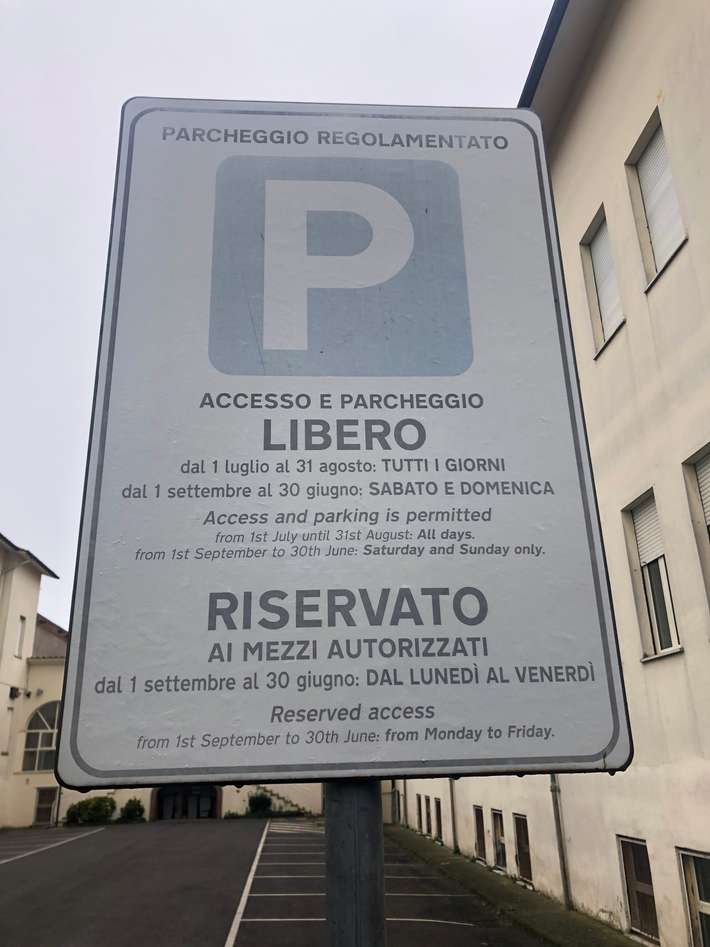 PARCHEGGIO REGOLAMENTATO
P
ACCESSO E PARCHEGGIO
LIBERO
dal 1 luglio al 31 agosto: TUTTI I GIORNI
dal 1 settembre al 30 giugno: SABATO E DOMENICA
Access and parking is permitted
from 1st July until 31st August: All days.
from 1st September to 30th June: Saturday and Sunday only.
RISERVATO
AI MEZZI AUTORIZZATI
dal 1 settembre al 30 giugno: DAL LUNEDÌ AL VENERDÌ
Reserved access
from 1st September to 30th June: from Monday to Friday.